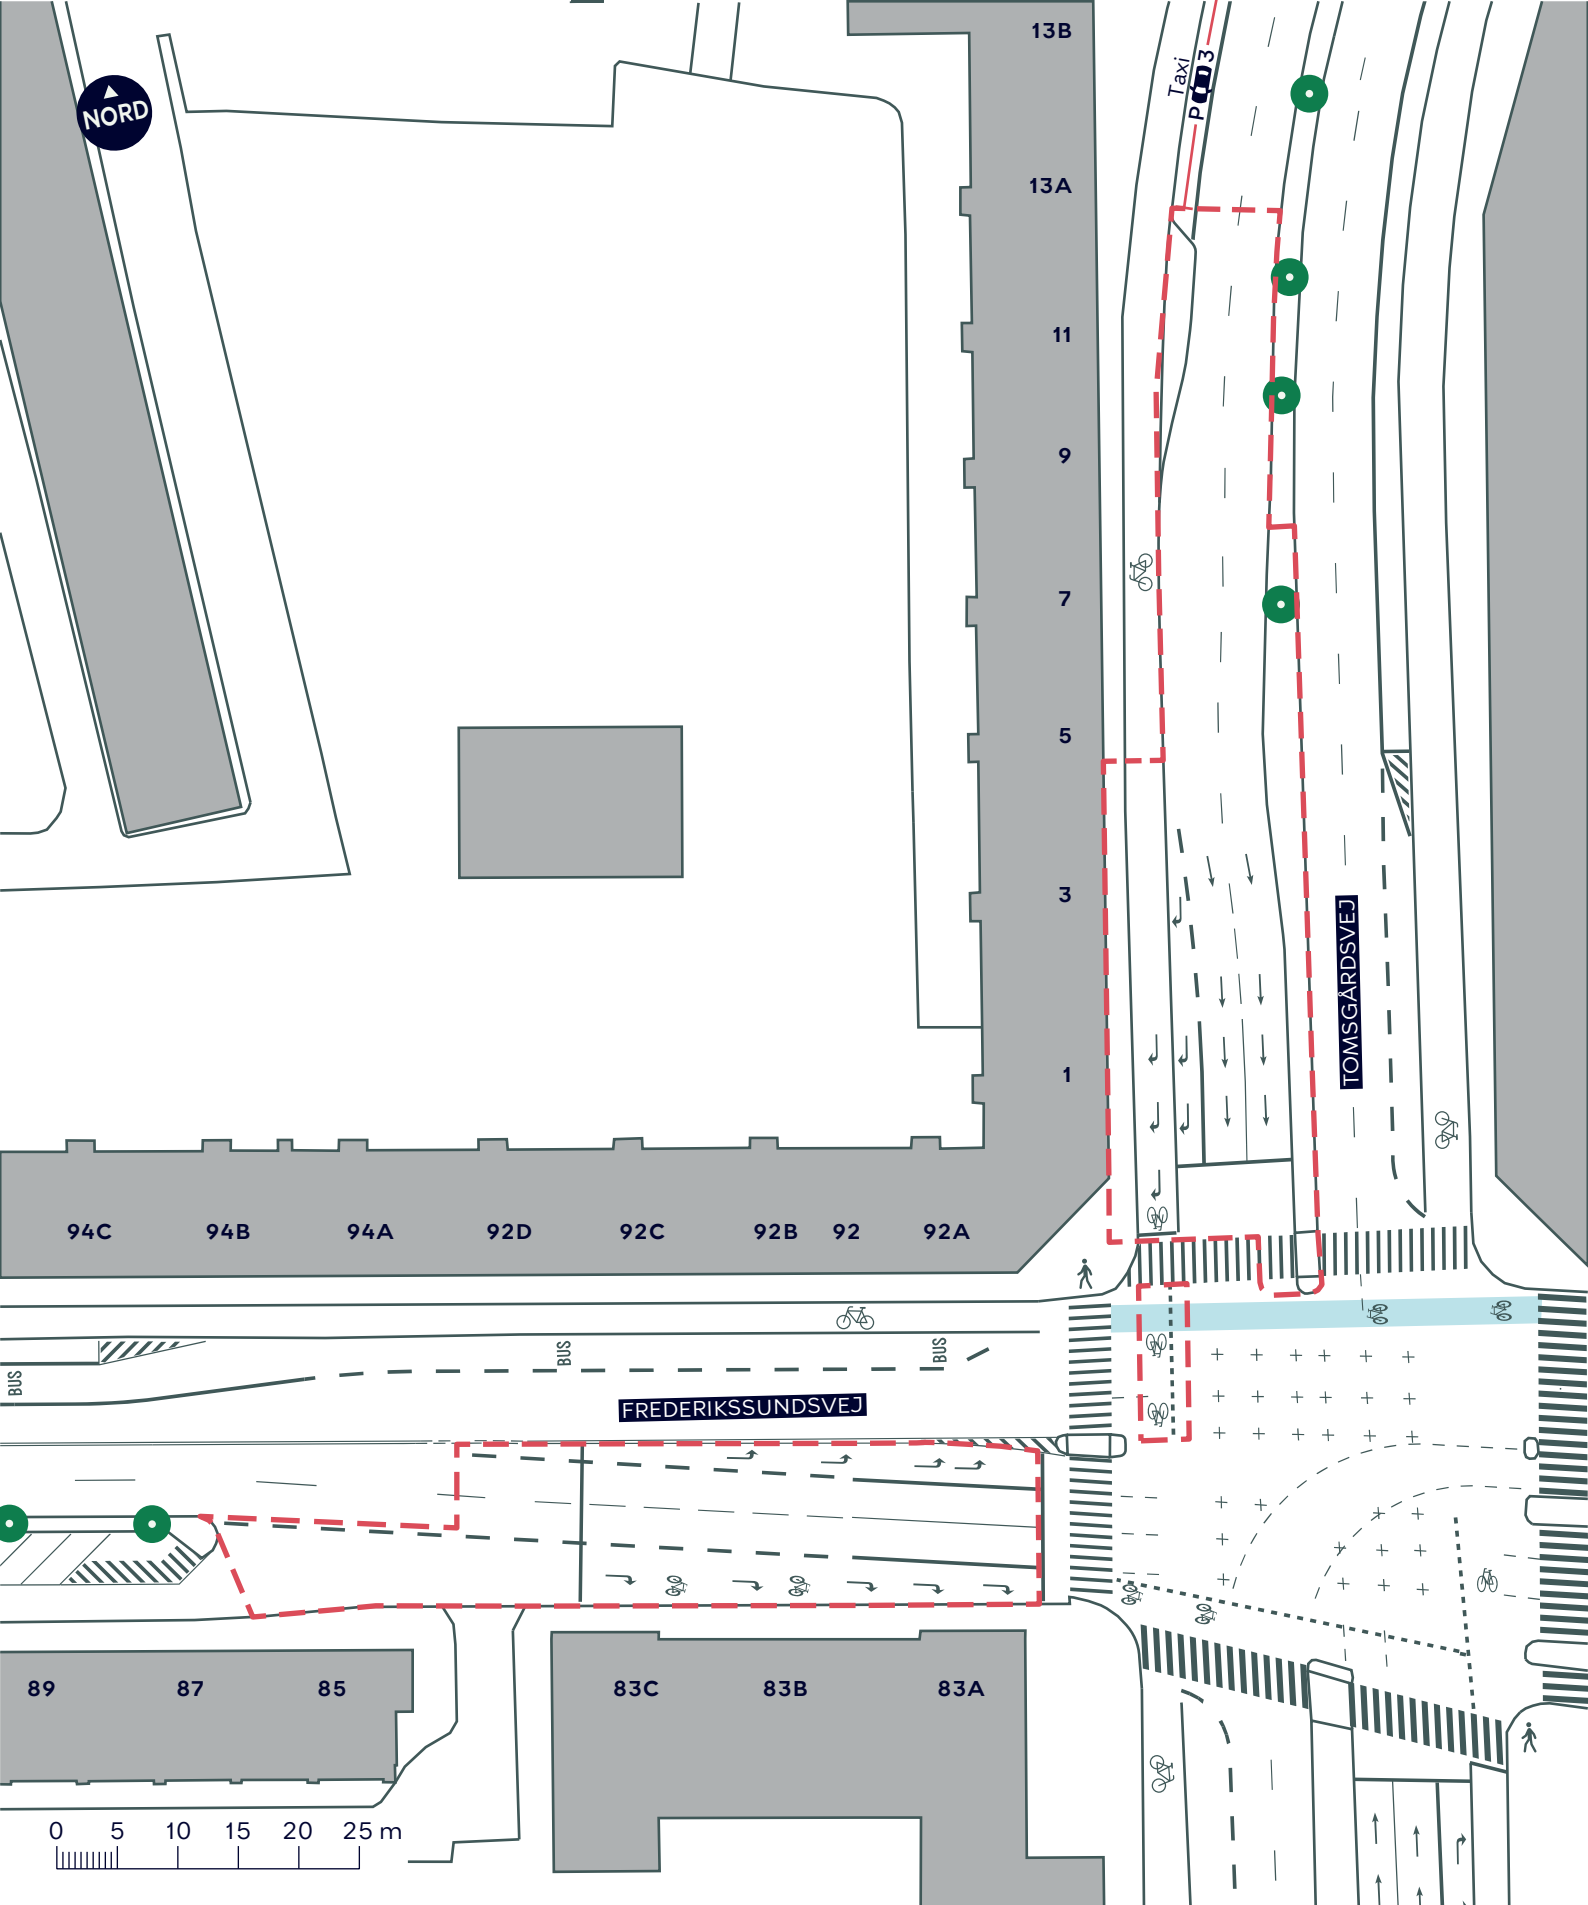 NORD
13B
Taxi
P 3
13A
11
9
7
5
3
TOMSGÅRDSVEJ
1
94C 94B 94A 92D 92C 92B 92 92A
BUS
BUS
BUS
FREDERIKSSUNDSVEJ
89 87 85 83C 83B 83A
0 5 10 15 20 25 m